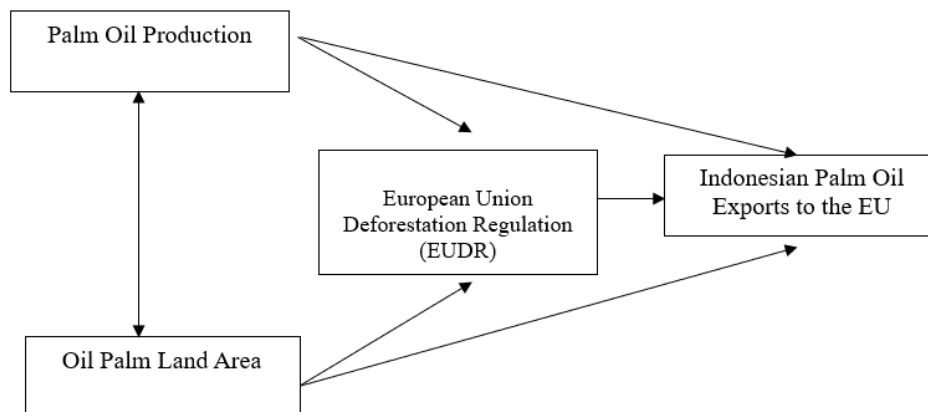 Palm Oil Production
European Union
Deforestation Regulation
(EUDR)
Indonesian Palm Oil
Exports to the EU
Oil Palm Land Area